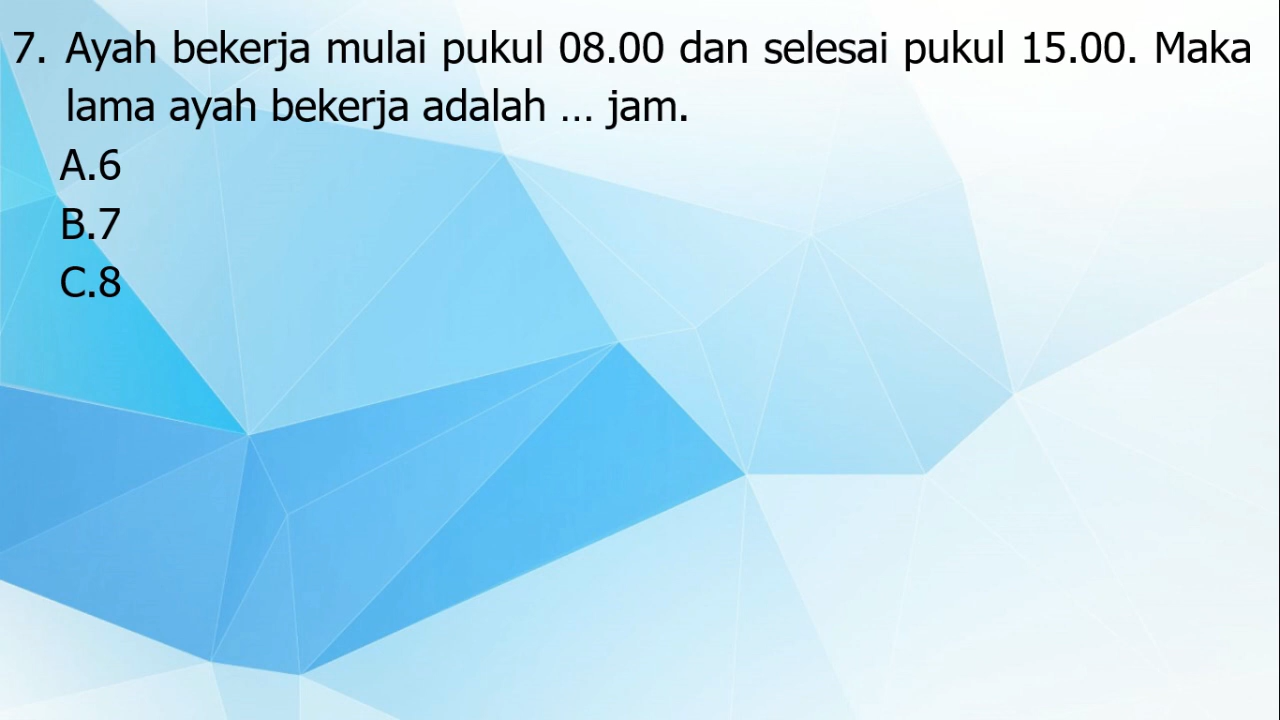 7. Ayah bekerja mulai pukul 08.00 dan selesai pukul 15.00. Maka
lama ayah bekerja adalah ... jam.
A.6
B.7
C.8